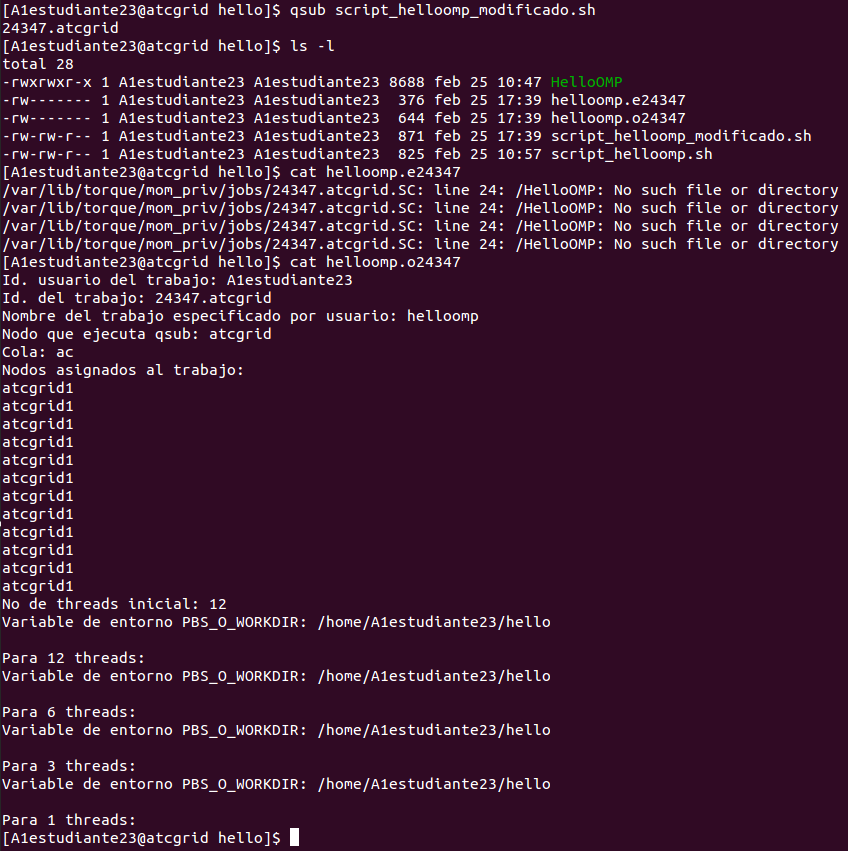 [A1estudiante23@atcgrid hello]$ qsub script_helloomp_modificado.sh
24347.atcgrid
[A1estudiante23@atcgrid hello]$ ls -l
total 28
-rwxrwxr-x 1 A1estudiante23 A1estudiante23 8688 feb 25 10:47 HelloOMP
-rw------- 1 A1estudiante23 A1estudiante23  376 feb 25 17:39 helloomp.e24347
-rw------- 1 A1estudiante23 A1estudiante23  644 feb 25 17:39 helloomp.o24347
-rw-rw-r-- 1 A1estudiante23 A1estudiante23  871 feb 25 17:39 script_helloomp_modificado.sh
-rw-rw-r-- 1 A1estudiante23 A1estudiante23  825 feb 25 10:57 script_helloomp.sh
[A1estudiante23@atcgrid hello]$ cat helloomp.e24347
/var/lib/torque/mom_priv/jobs/24347.atcgrid.SC: line 24: /HelloOMP: No such file or directory
/var/lib/torque/mom_priv/jobs/24347.atcgrid.SC: line 24: /HelloOMP: No such file or directory
/var/lib/torque/mom_priv/jobs/24347.atcgrid.SC: line 24: /HelloOMP: No such file or directory
/var/lib/torque/mom_priv/jobs/24347.atcgrid.SC: line 24: /HelloOMP: No such file or directory
[A1estudiante23@atcgrid hello]$ cat helloomp.o24347
Id. usuario del trabajo: A1estudiante23
Id. del trabajo: 24347.atcgrid
Nombre del trabajo especificado por usuario: helloomp
Nodo que ejecuta qsub: atcgrid
Cola: ac
Nodos asignados al trabajo:
atcgrid1
atcgrid1
atcgrid1
atcgrid1
atcgrid1
atcgrid1
atcgrid1
atcgrid1
atcgrid1
atcgrid1
atcgrid1
atcgrid1
No de threads inicial: 12
Variable de entorno PBS_O_WORKDIR: /home/A1estudiante23/hello

Para 12 threads:
Variable de entorno PBS_O_WORKDIR: /home/A1estudiante23/hello

Para 6 threads:
Variable de entorno PBS_O_WORKDIR: /home/A1estudiante23/hello

Para 3 threads:
Variable de entorno PBS_O_WORKDIR: /home/A1estudiante23/hello

Para 1 threads:
[A1estudiante23@atcgrid hello]$